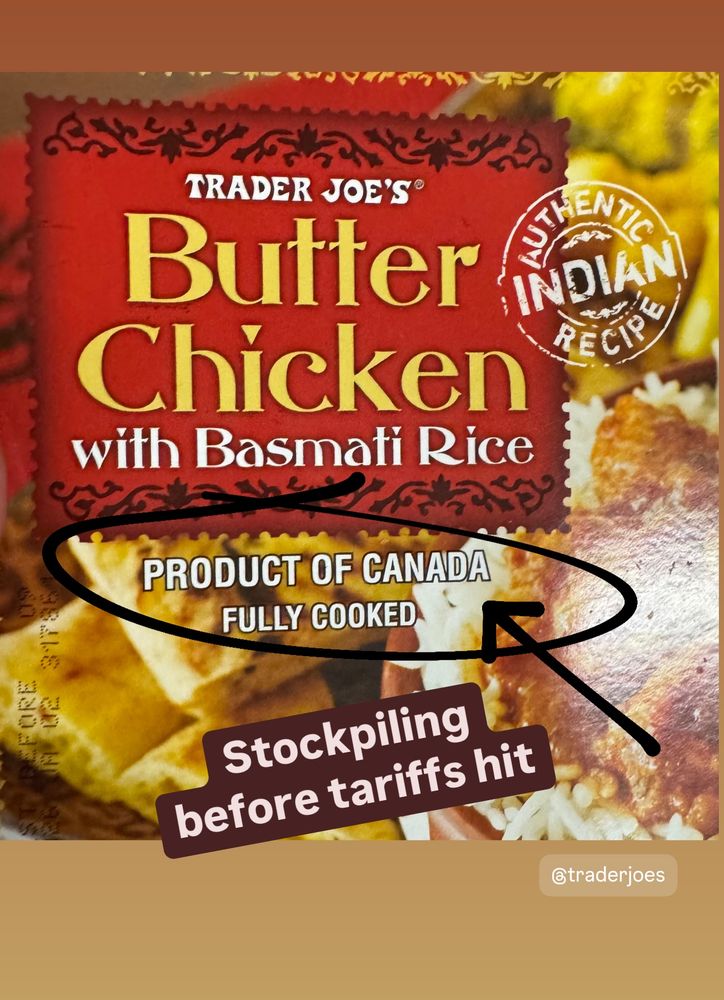 TRADER JOE'S®
Butter
Chicken
with Basmati Rice
AUTHENTIC
INDIAN
RECIPE
PRODUCT OF CANADA
FULLY COOKED
Stockpiling
before tariffs hit
@traderjoes